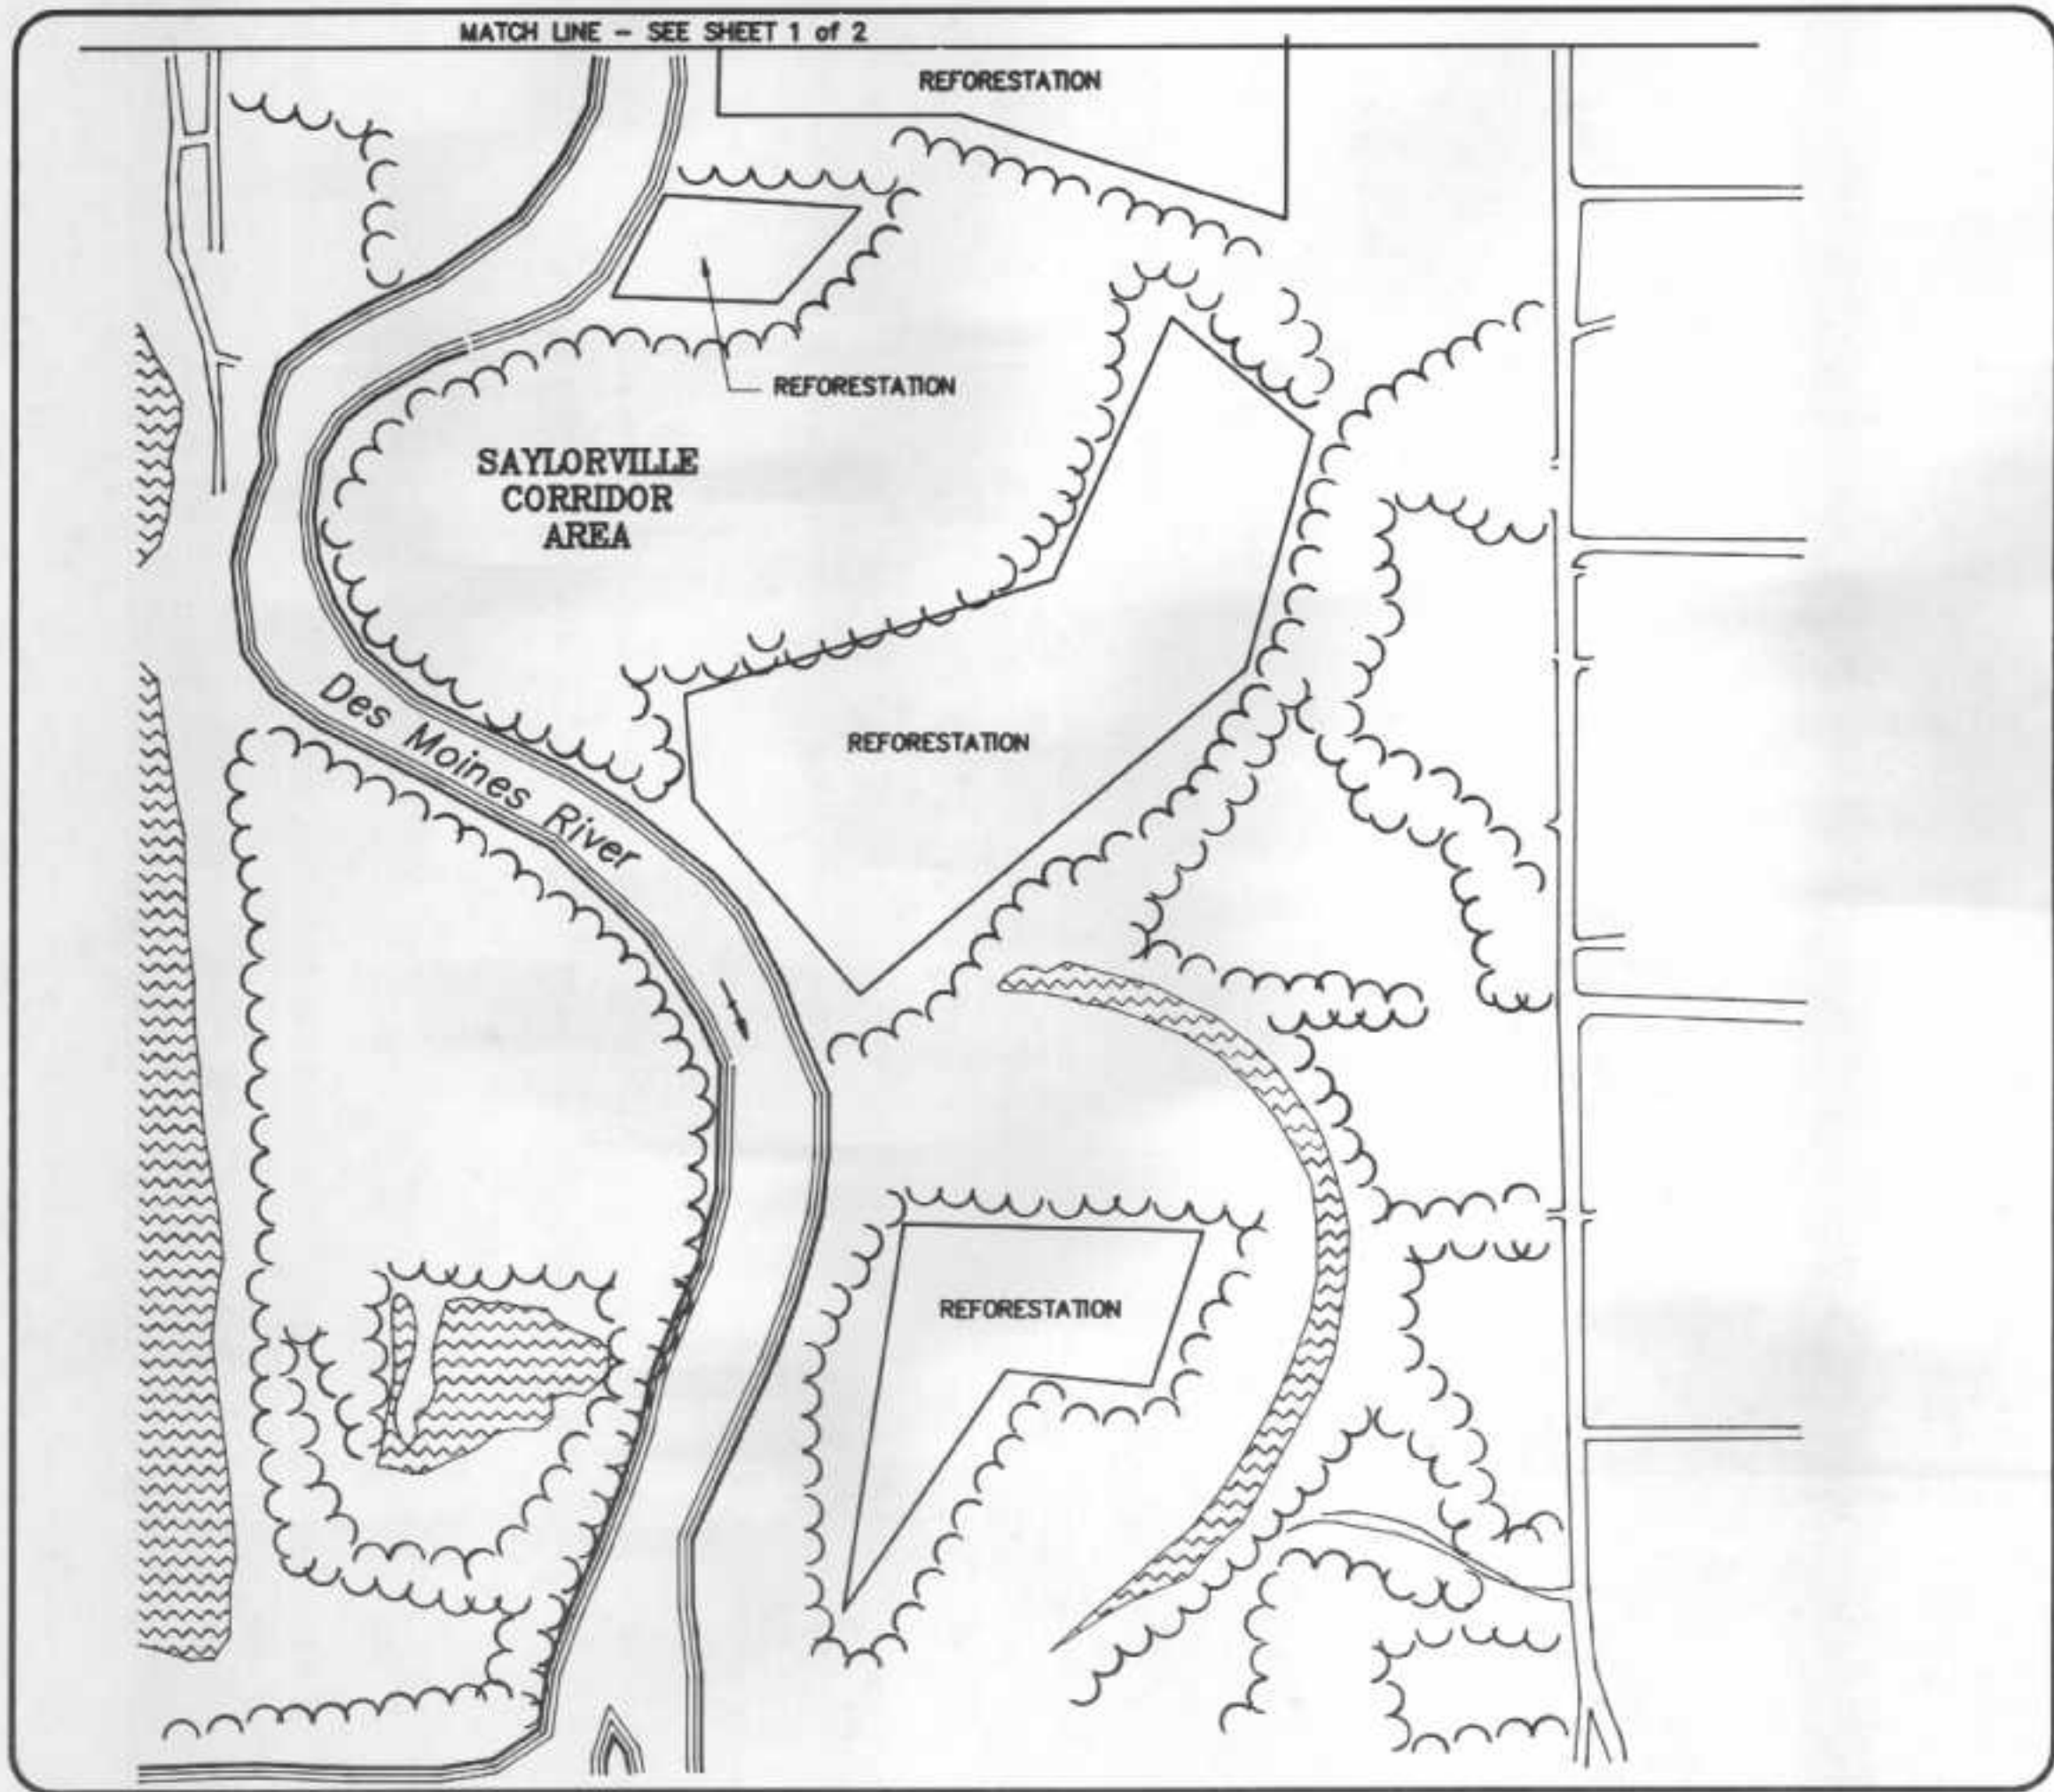 MATCH LINE - SEE SHEET 1 of 2
REFORESTATION
REFORESTATION
SAYLORVILLE
CORRIDOR
AREA
Des Moines River
REFORESTATION
REFORESTATION